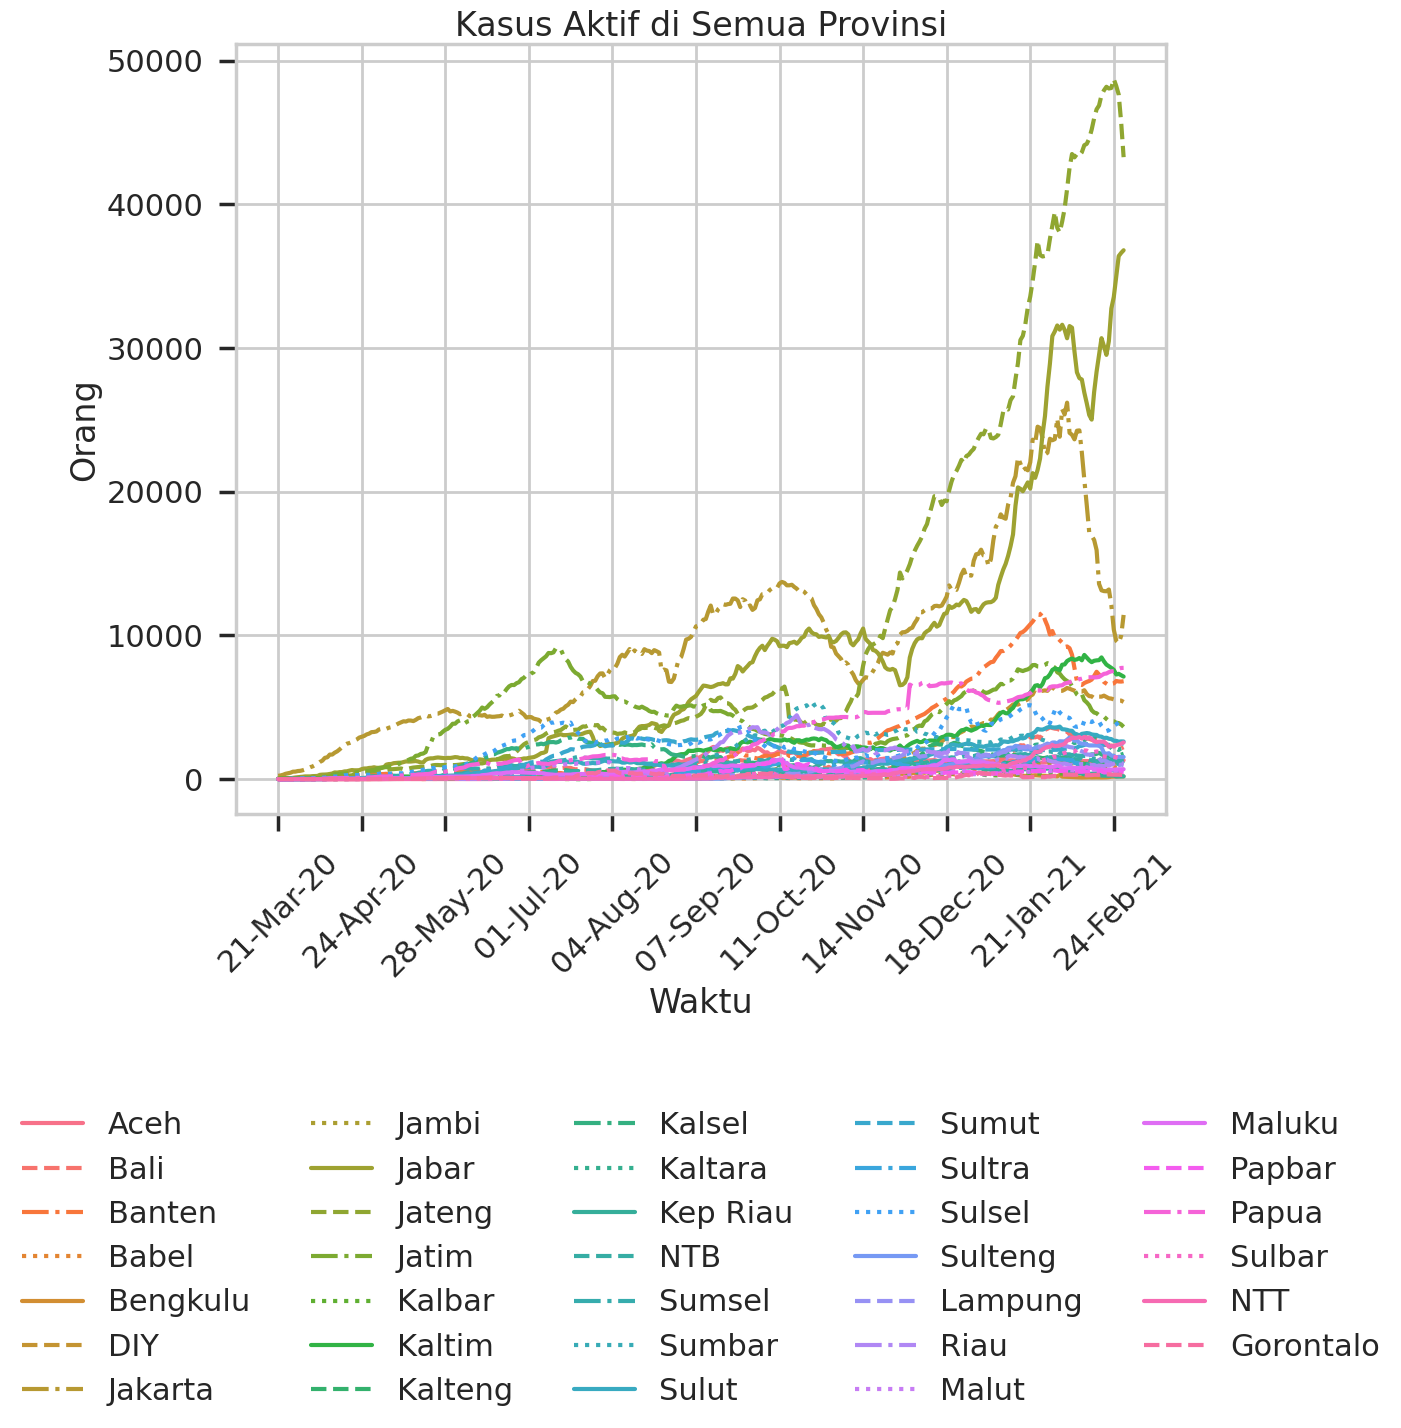 Kasus Aktif di Semua Provinsi
50000
40000
30000
20000
10000
0
Orang
21-Mar-20
24-Apr-20
28-May-20
01-Jul-20
04-Aug-20
07-Sep-20
11-Oct-20
14-Nov-20
18-Dec-20
21-Jan-21
24-Feb-21
Waktu
Aceh
Bali
Banten
Babel
Bengkulu
DIY
Jakarta
Jambi
Jabar
Jateng
Jatim
Kalbar
Kaltim
Kalteng
Kalsel
Kaltara
Kep Riau
NTB
Sumsel
Sumbar
Sulut
Sumut
Sultra
Sulsel
Sulteng
Lampung
Riau
Malut
Maluku
Papbar
Papua
Sulbar
NTT
Gorontalo